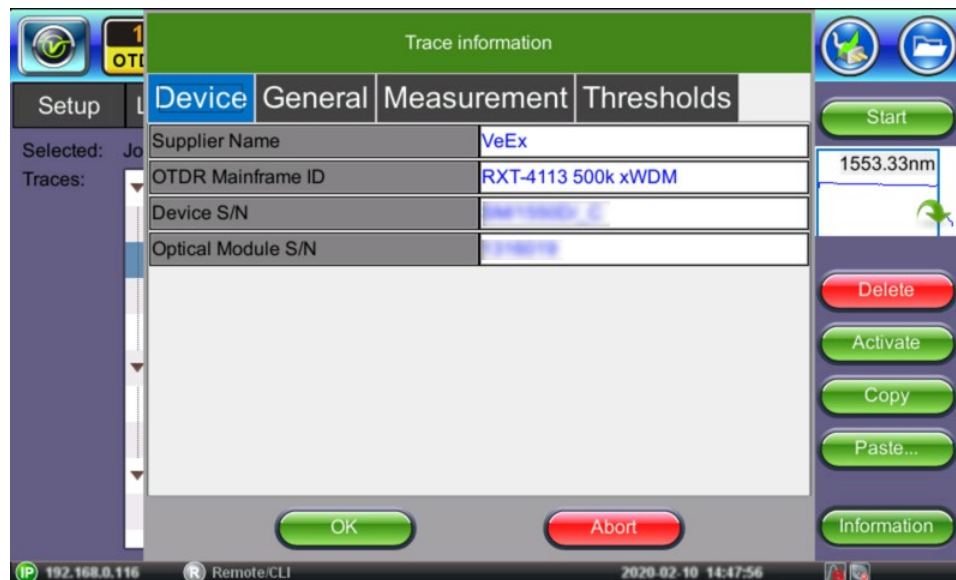 Trace information
OTD
Setup
Device General Measurement Thresholds
Start
Selected: Jo
Supplier Name VeEx
1553.33nm
Traces:
OTDR Mainframe ID RXT-4113 500k xWDM
Device S/N
Optical Module S/N
Delete
Activate
Copy
Paste...
OK
Abort
Information
IP 192.168.0.116
R Remote/CLI
2020-02-10 14:47:56